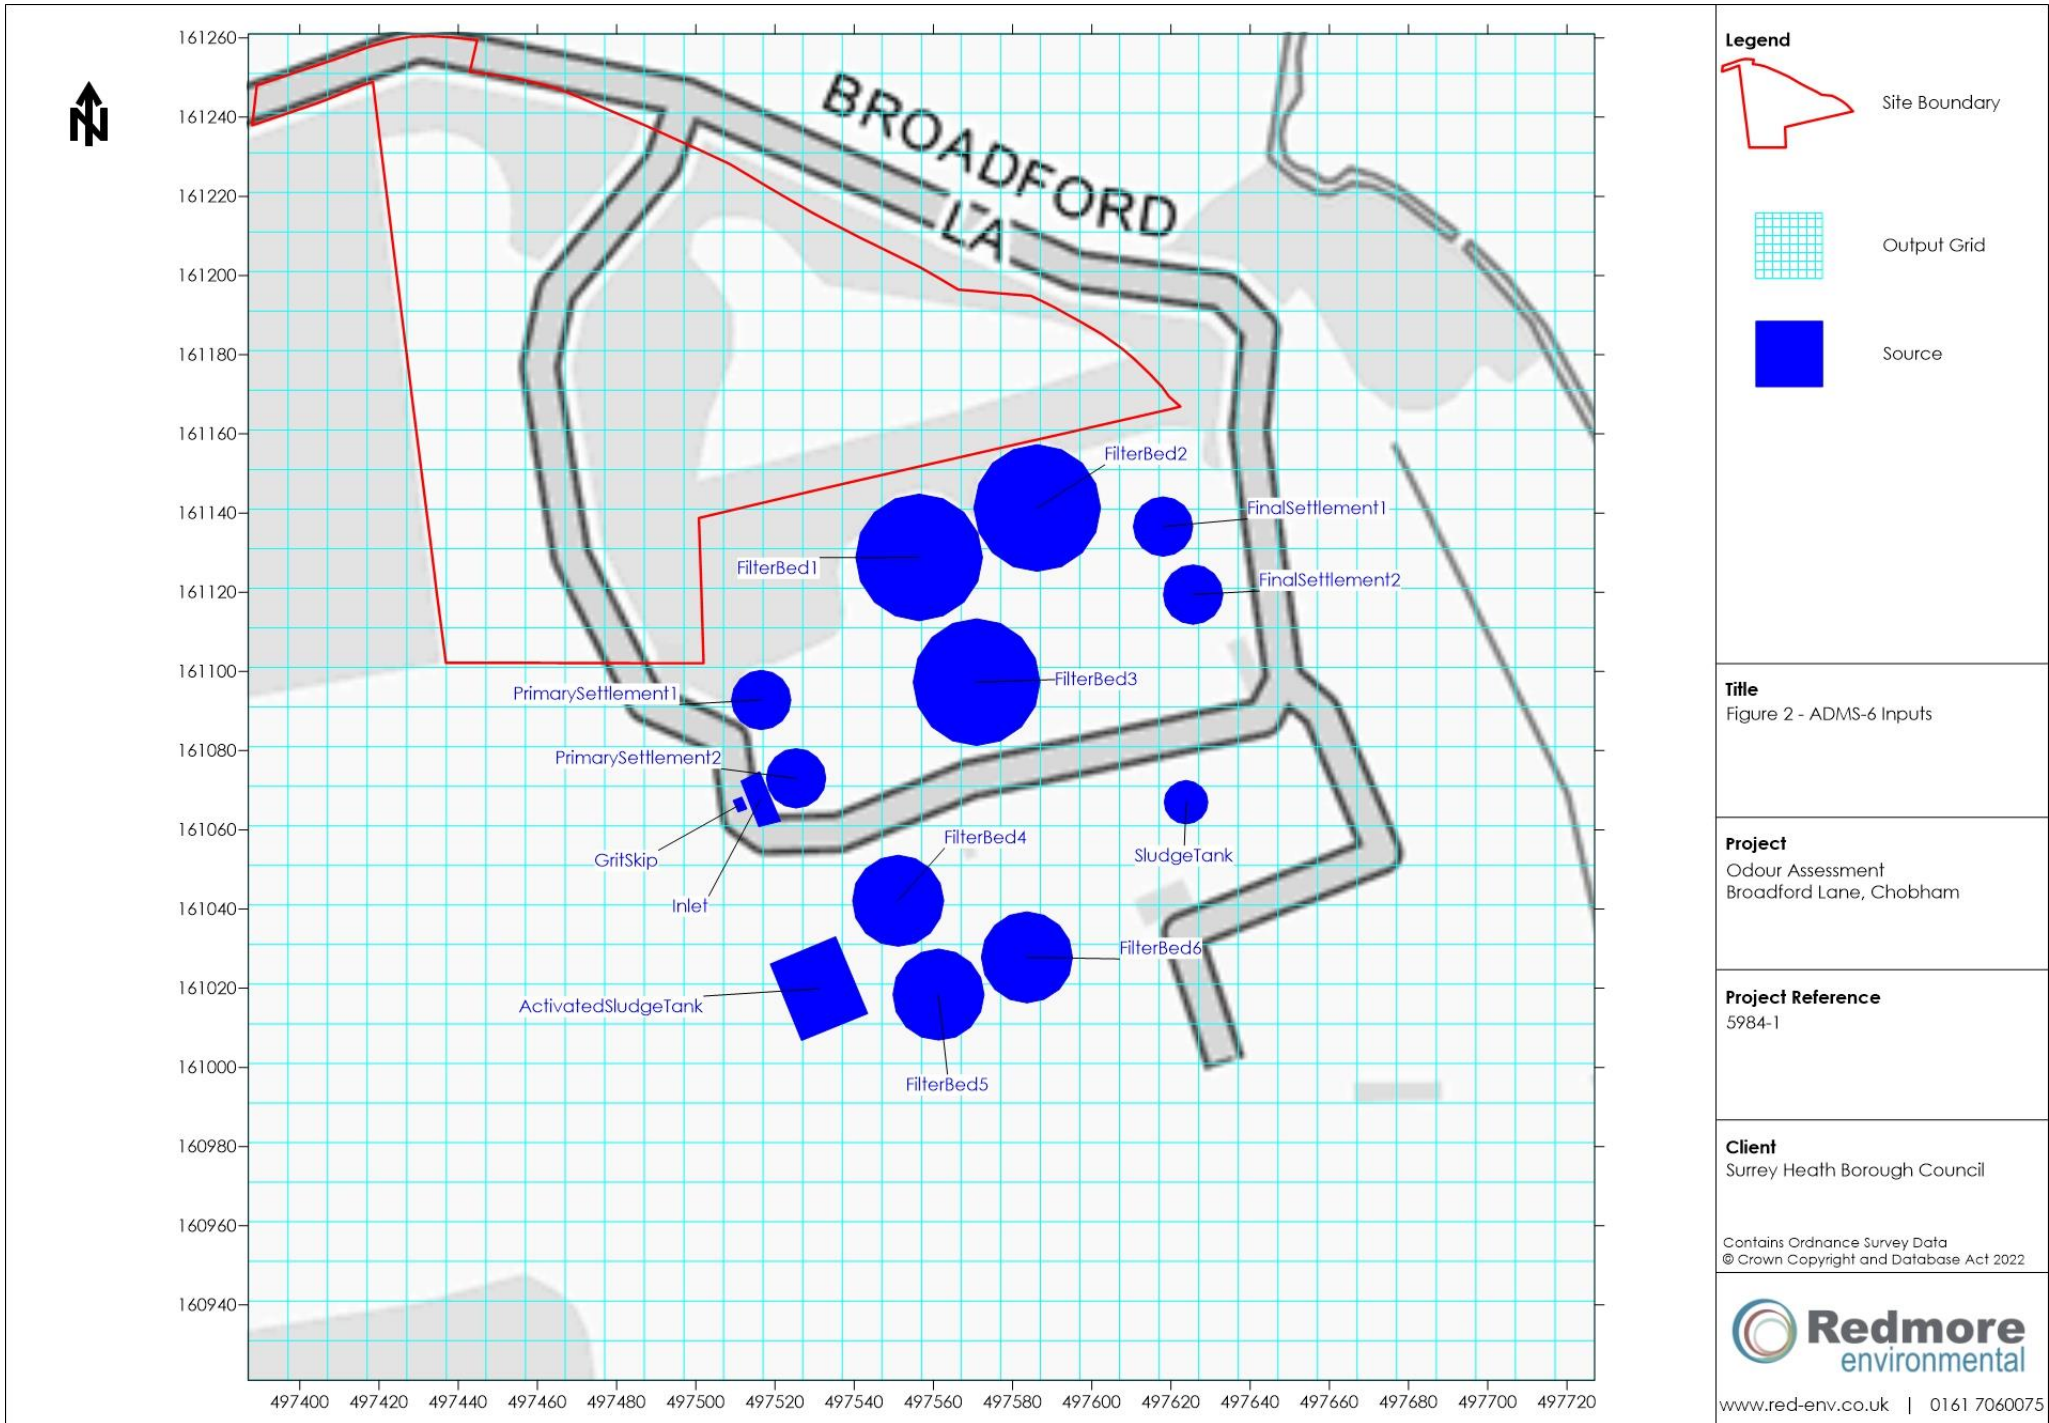 161260
161240
161220
161200
161180
161160
161140
161120
161100
161080
161060
161040
161020
161000
160980
160960
160940
497400 497420 497440 497460 497480 497500 497520 497540 497560 497580 497600 497620 497640 497660 497680 497700 497720
N
BROADFORD
LA
FilterBed2
FinalSettlement1
FilterBed1
FinalSettlement2
FilterBed3
PrimarySettlement1
PrimarySettlement2
FilterBed4
GritSkip
SludgeTank
Inlet
FilterBed6
ActivatedSludgeTank
FilterBed5
Legend
Site Boundary
Output Grid
Source
Title
Figure 2 - ADMS-6 Inputs
Project
Odour Assessment
Broadford Lane, Chobham
Project Reference
5984-1
Client
Surrey Heath Borough Council
Contains Ordnance Survey Data
© Crown Copyright and Database Act 2022
Redmore
environmental
www.red-env.co.uk | 0161 7060075